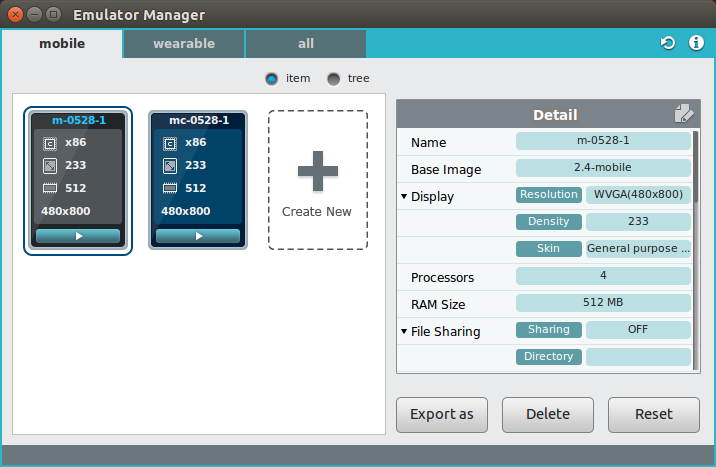 Emulator Manager
mobile wearable all
item tree
m-0528-1
x86
233
512
480x800
mc-0528-1
x86
233
512
480x800
Create New
Detail
Name m-0528-1
Base Image 2.4-mobile
Display Resolution WVGA(480x800)
Density 233
Skin General purpose ...
Processors 4
RAM Size 512 MB
File Sharing Sharing OFF
Directory
Export as Delete Reset